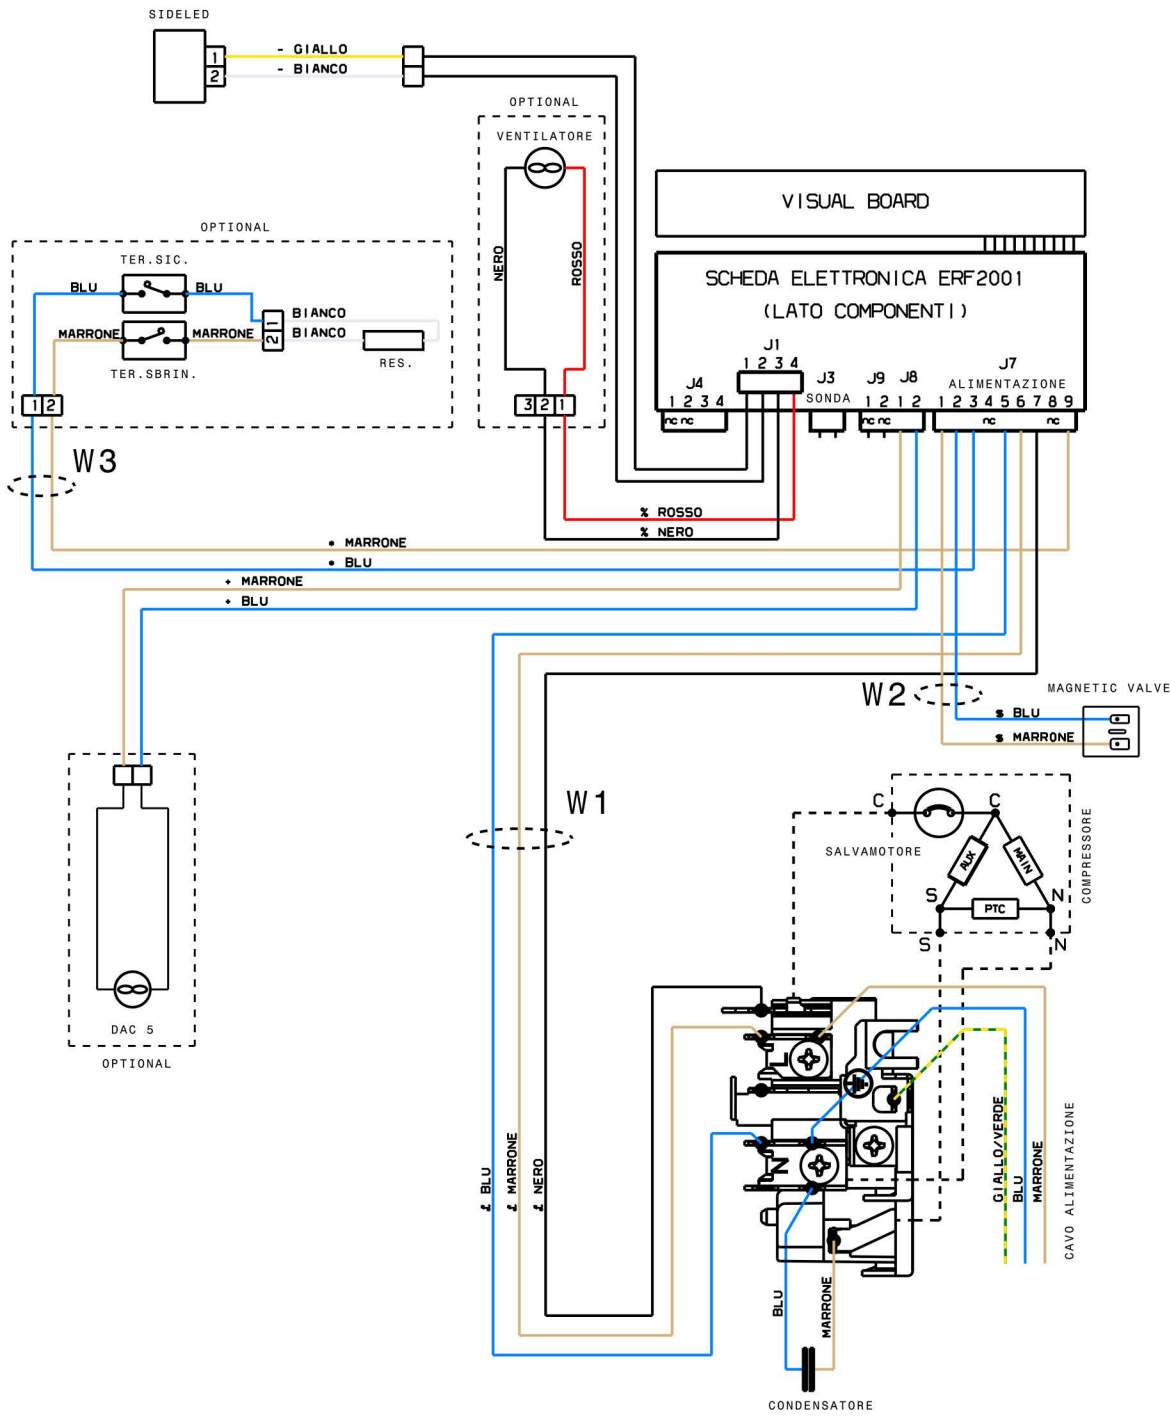 SIDELED
1
- GIALLO
2
- BIANCO
OPTIONAL
VENTILATORE
NERO
ROSSO
3 2 1
VISUAL BOARD
SCHEDA ELETTRONICA ERF2001
(LATO COMPONENTI)
J1
1 2 3 4
J4
1 2 3 4
nc nc
J3
SONDA
J9 J8
1 2 1 2
nc nc
J7
ALIMENTAZIONE
1 2 3 4 5 6 7 8 9
nc nc
OPTIONAL
TER.SIC.
BLU
BLU
MARRONE
MARRONE
TER.SBRIN.
1
2
BIANCO
BIANCO
RES.
1 2
W3
% ROSSO
% NERO
* MARRONE
* BLU
+ MARRONE
+ BLU
W2
MAGNETIC VALVE
s BLU
s MARRONE
W1
DAC 5
OPTIONAL
C
C
SALVAMOTORE
AUX
MAIN
COMPRESSORE
S
PTC
N
S
N
L
N
£ BLU
£ MARRONE
£ NERO
GIALLO/VERDE
BLU
MARRONE
CAVO ALIMENTAZIONE
BLU
MARRONE
CONDENSATORE